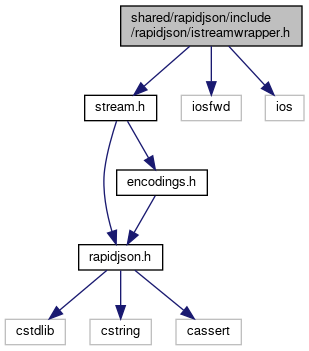 shared/rapidjson/include
/rapidjson/istreamwrapper.h
stream.h
iosfwd
ios
encodings.h
rapidjson.h
cstdlib
cstring
cassert